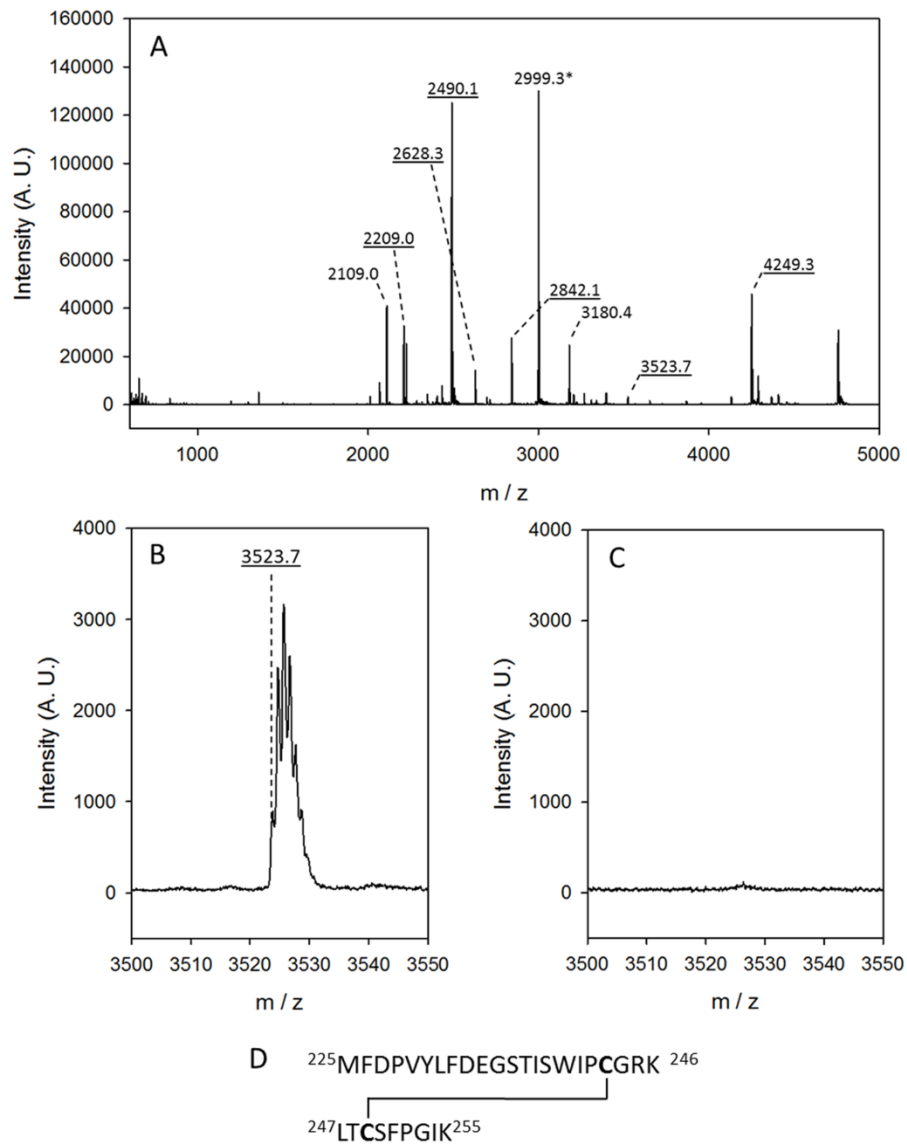 A
Intensity (A. U.)
160000
140000
120000
100000
80000
60000
40000
20000
0
2109.0
2209.0
2628.3
2490.1
2999.3*
2842.1
3180.4
3523.7
4249.3
1000 2000 3000 4000 5000
m / z
B
Intensity (A. U.)
4000
3000
2000
1000
0
3523.7
3500 3510 3520 3530 3540 3550
m / z
C
Intensity (A. U.)
4000
3000
2000
1000
0
3500 3510 3520 3530 3540 3550
m / z
D
225MFDPVYLFDEGSTISWIPCGRK 246
247LTCSFPGIK255